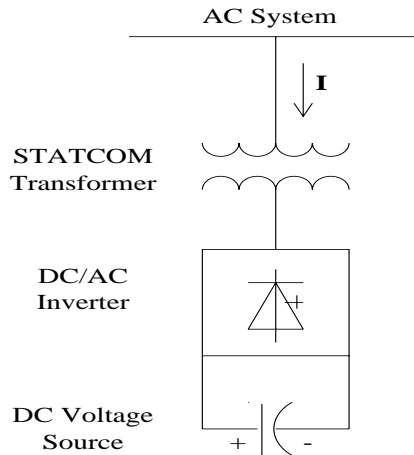 AC System
I
STATCOM
Transformer
DC/AC
Inverter
+
DC Voltage
Source
+ -